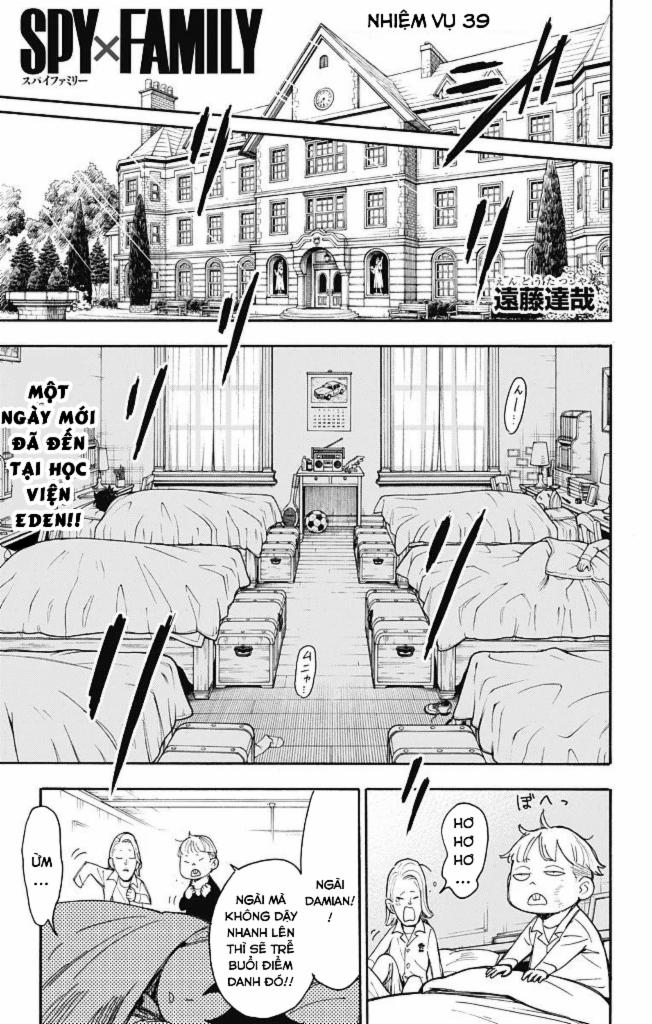 SPY×FAMILY
スパイファミリー
NHIỆM VỤ 39
えんどうたつや
遠藤達哉
MỘT
NGÀY MỚI
ĐÃ ĐẾN
TẠI HỌC
VIỆN
EDEN!!
んー…
ムニャ…
ぼへっ
HƠ
HƠ
HƠ
...
NGÀI
DAMIAN!
!
NGÀI MÀ
KHÔNG DẬY
NHANH LÊN
THÌ SẼ TRỄ
BUỔI ĐIỂM
DANH ĐÓ!!
ỪM
...